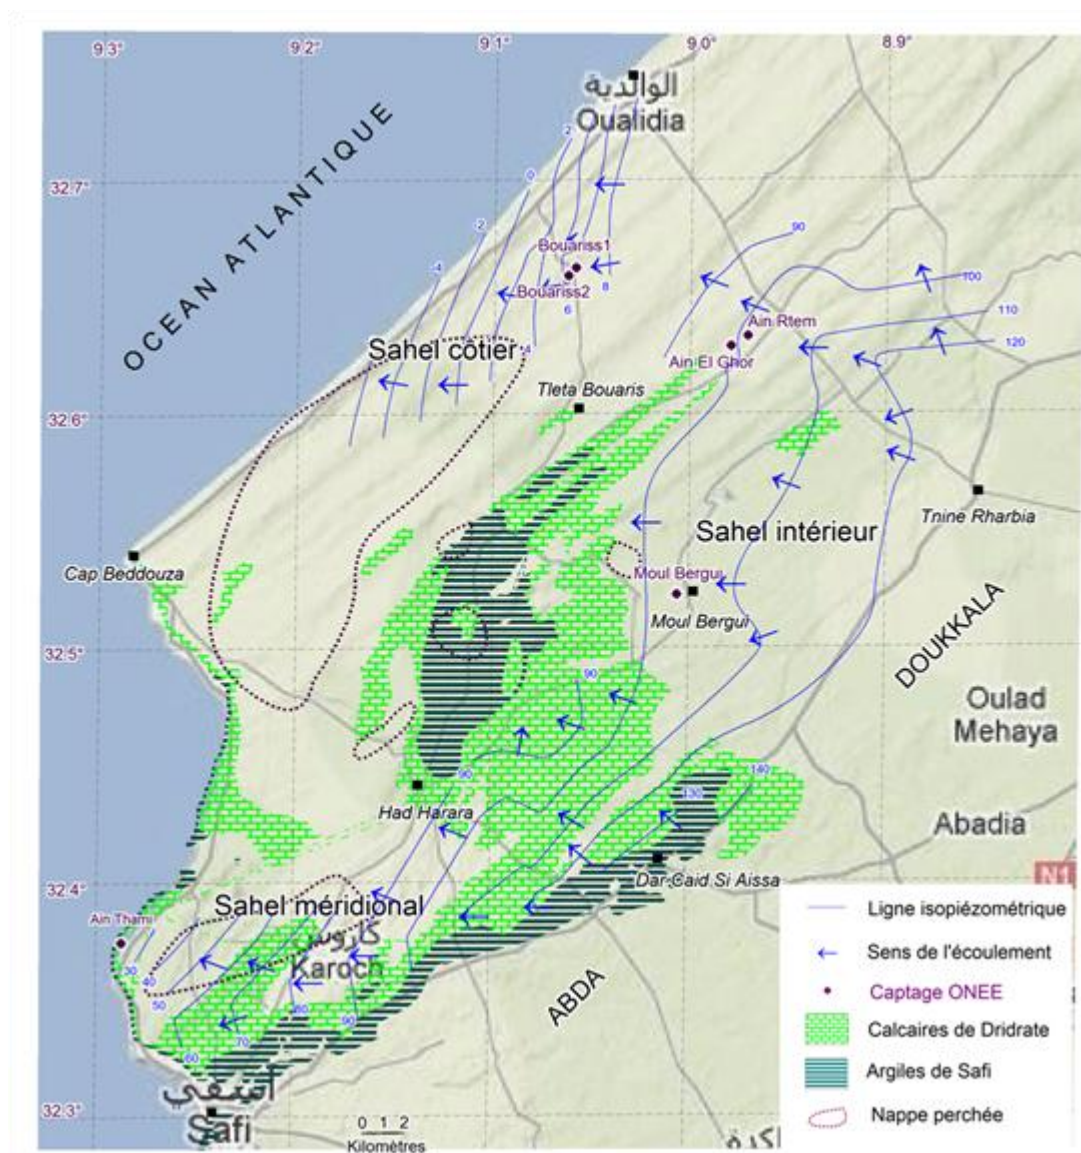 9.3°
9.2°
9.1°
9.0°
8.9°
الوالدية
Oualidia
OCEAN ATLANTIQUE
2
0
32.7°
-2
-4
90
Bouariss1
100
Bouariss2
8
6
110
Ain Rtem
120
Sahel côtier
4
Ain El Ghor
Tleta Bouaris
32.6°
Sahel intérieur
Tnine Rharbia
Cap Beddouza
Moul Bergui
Moul Bergui
DOUKKALA
32.5°
90
Oulad
Mehaya
90
140
130
Had Harara
Abadia
N1
32.4°
Dar Caid Si Aissa
Sahel méridional
Ain Thami
كاروس
Karoch
30
40
50
80
90
70
60
ABDA
Ligne isopiézométrique
Sens de l'écoulement
Captage ONEE
Calcaires de Dridrate
Argiles de Safi
Nappe perchée
32.3°
آسفي
Safi
0 1 2
Kilomètres